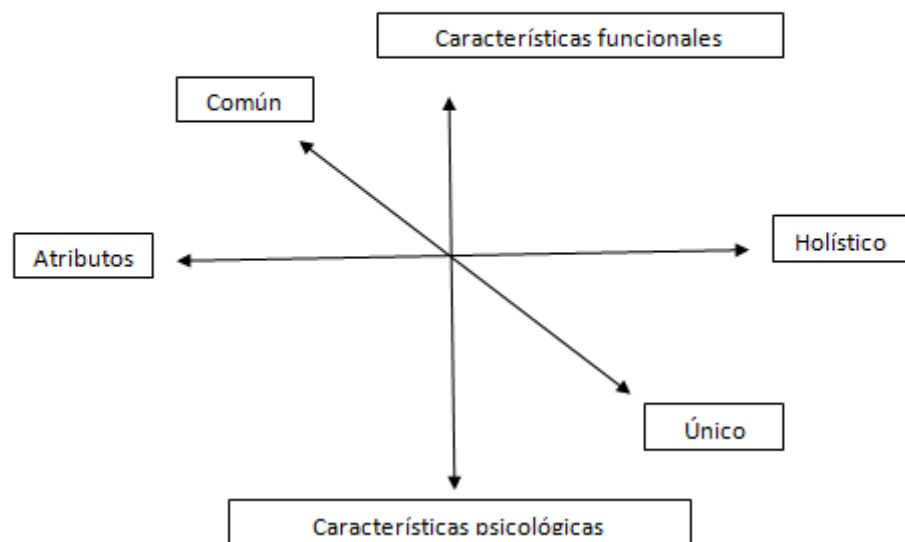 Características funcionales
Común
Atributos
Holístico
Único
Características psicológicas